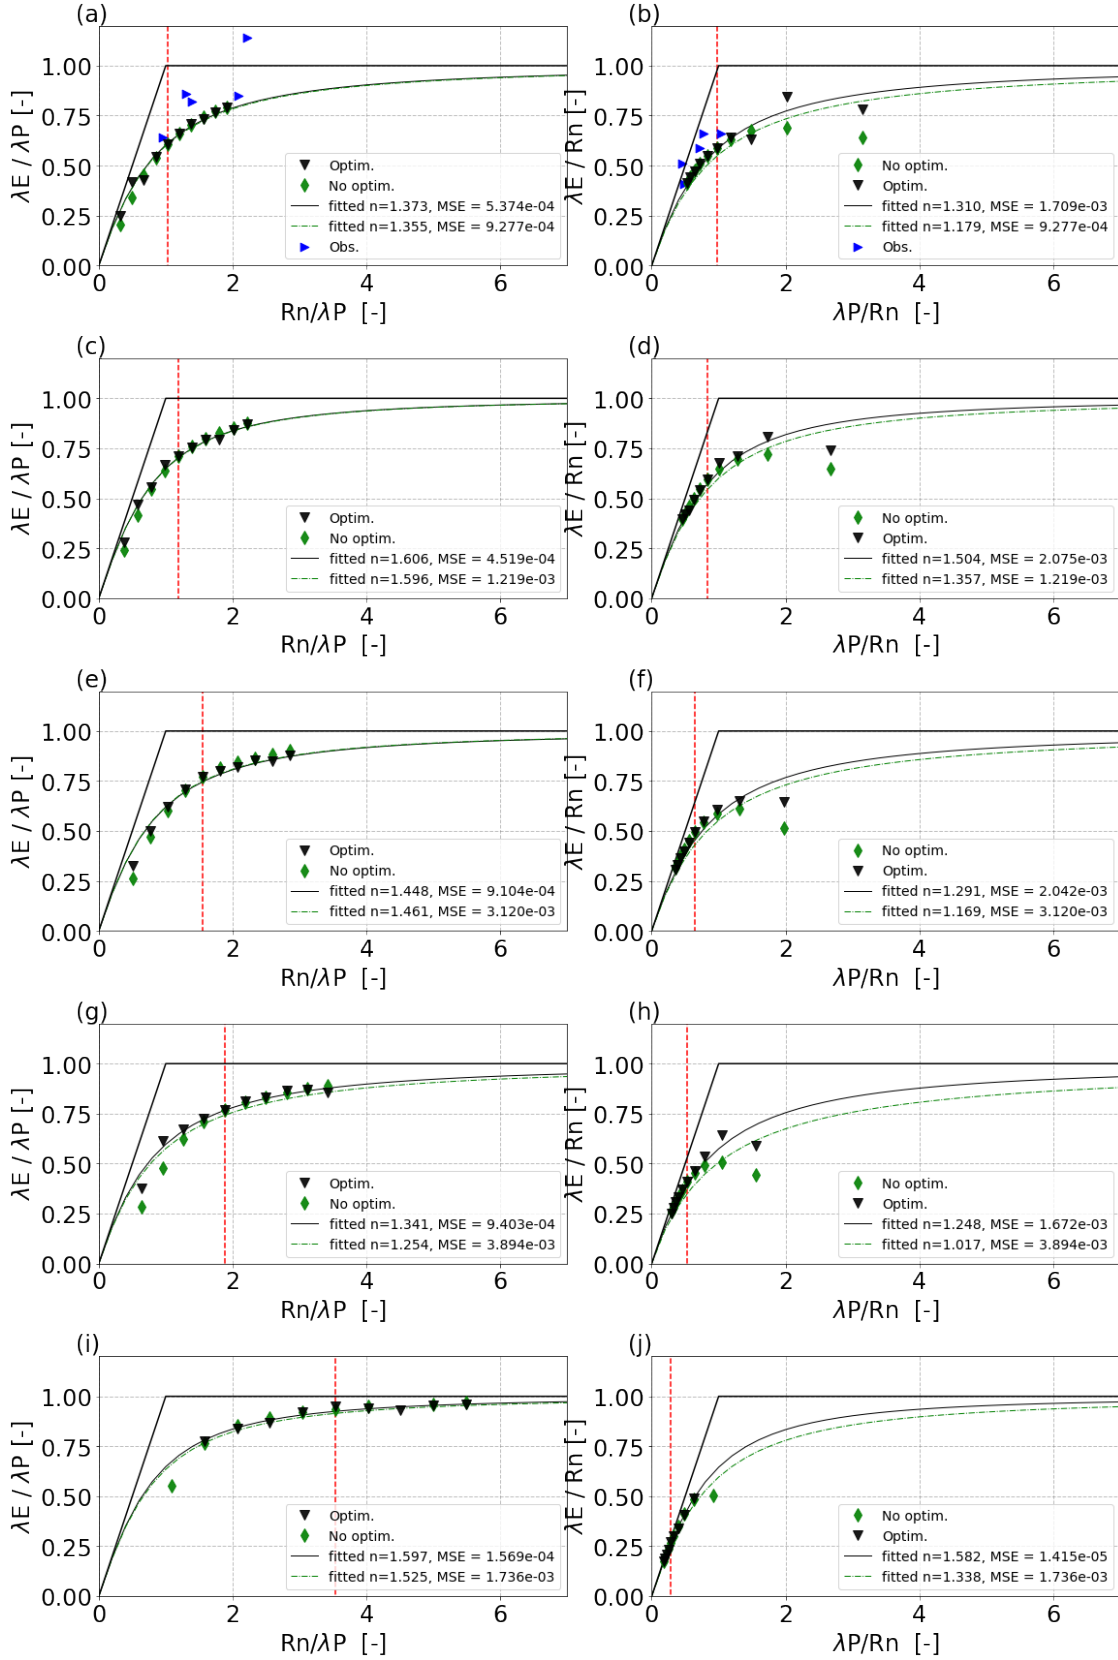 (a)
λE / λP [-]
1.00
0.75
0.50
0.25
0.00
0 2 4 6
Rn/λP [-]
Optim.
No optim.
fitted n=1.373, MSE = 5.374e-04
fitted n=1.355, MSE = 9.277e-04
Obs.
(b)
λE / Rn [-]
1.00
0.75
0.50
0.25
0.00
0 2 4 6
λP/Rn [-]
No optim.
Optim.
fitted n=1.310, MSE = 1.709e-03
fitted n=1.179, MSE = 9.277e-04
Obs.
(c)
λE / λP [-]
1.00
0.75
0.50
0.25
0.00
0 2 4 6
Rn/λP [-]
Optim.
No optim.
fitted n=1.606, MSE = 4.519e-04
fitted n=1.596, MSE = 1.219e-03
(d)
λE / Rn [-]
1.00
0.75
0.50
0.25
0.00
0 2 4 6
λP/Rn [-]
No optim.
Optim.
fitted n=1.504, MSE = 2.075e-03
fitted n=1.357, MSE = 1.219e-03
(e)
λE / λP [-]
1.00
0.75
0.50
0.25
0.00
0 2 4 6
Rn/λP [-]
Optim.
No optim.
fitted n=1.448, MSE = 9.104e-04
fitted n=1.461, MSE = 3.120e-03
(f)
λE / Rn [-]
1.00
0.75
0.50
0.25
0.00
0 2 4 6
λP/Rn [-]
No optim.
Optim.
fitted n=1.291, MSE = 2.042e-03
fitted n=1.169, MSE = 3.120e-03
(g)
λE / λP [-]
1.00
0.75
0.50
0.25
0.00
0 2 4 6
Rn/λP [-]
Optim.
No optim.
fitted n=1.341, MSE = 9.403e-04
fitted n=1.254, MSE = 3.894e-03
(h)
λE / Rn [-]
1.00
0.75
0.50
0.25
0.00
0 2 4 6
λP/Rn [-]
No optim.
Optim.
fitted n=1.248, MSE = 1.672e-03
fitted n=1.017, MSE = 3.894e-03
(i)
λE / λP [-]
1.00
0.75
0.50
0.25
0.00
0 2 4 6
Rn/λP [-]
Optim.
No optim.
fitted n=1.597, MSE = 1.569e-04
fitted n=1.525, MSE = 1.736e-03
(j)
λE / Rn [-]
1.00
0.75
0.50
0.25
0.00
0 2 4 6
λP/Rn [-]
No optim.
Optim.
fitted n=1.582, MSE = 1.415e-05
fitted n=1.338, MSE = 1.736e-03